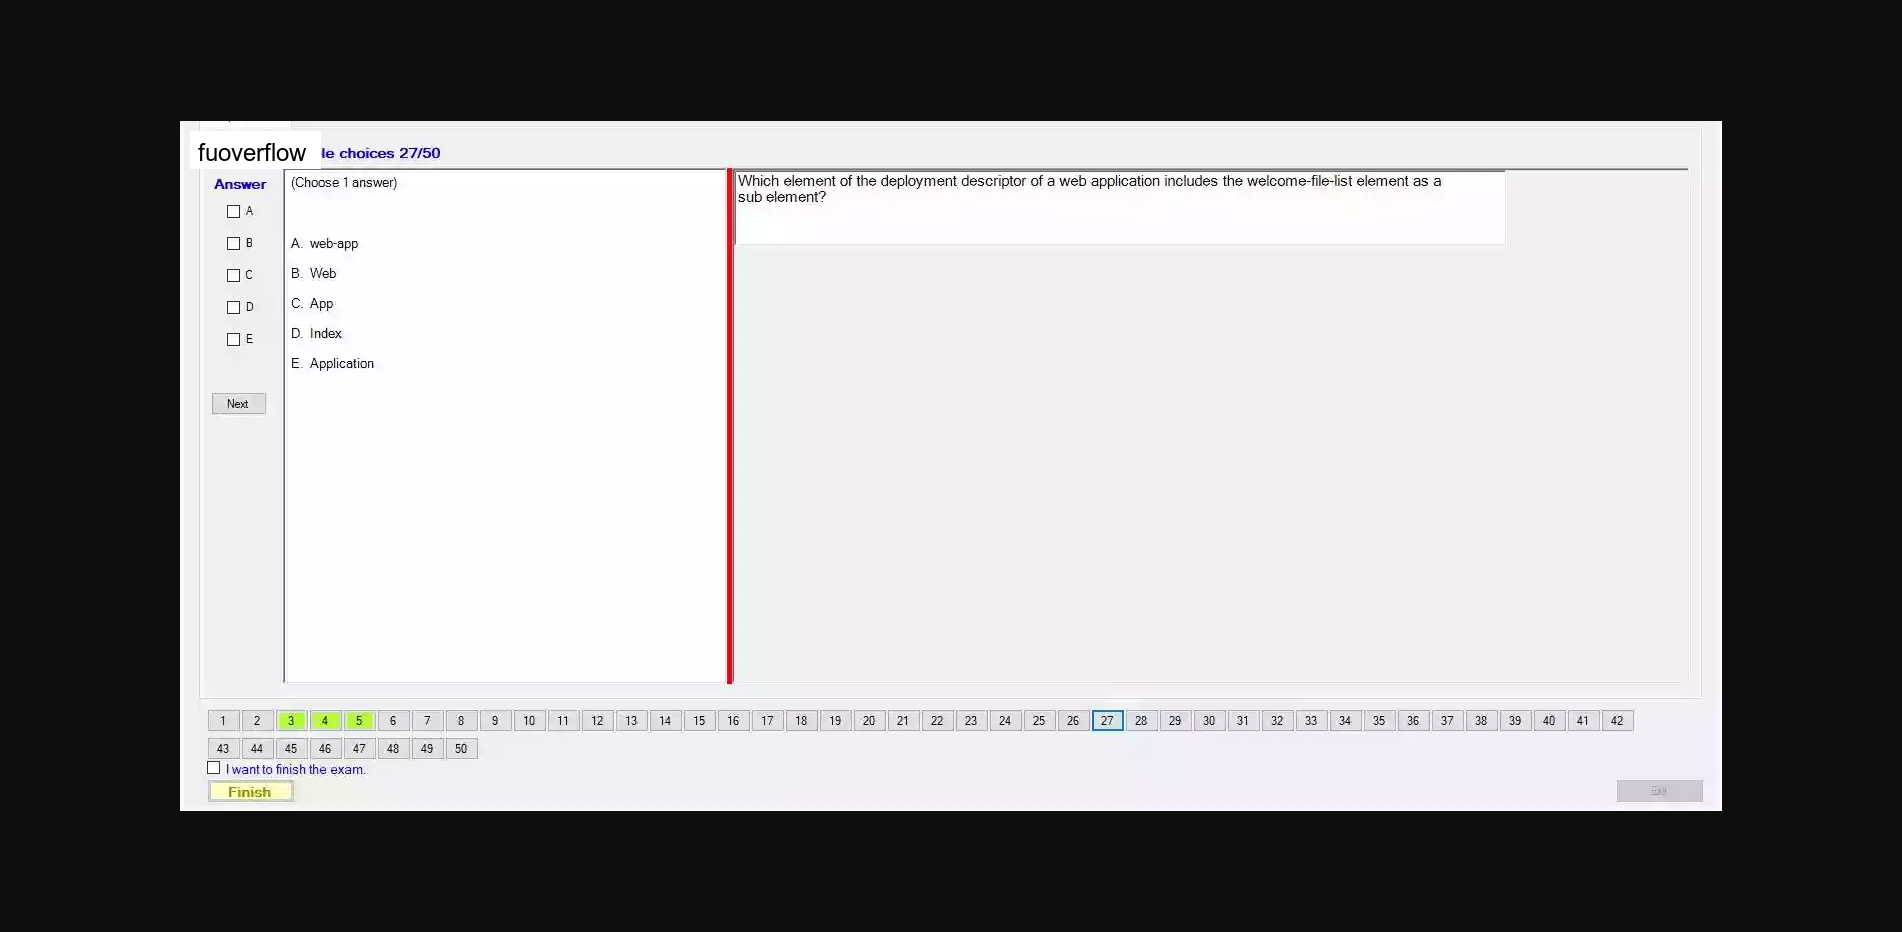 fuoverflow
le choices 27/50
Answer
(Choose 1 answer)
Which element of the deployment descriptor of a web application includes the welcome-file-list element as a
sub element?
A
B
C
D
E
A. web-app
B. Web
C. App
D. Index
E. Application
Next
1 2 3 4 5 6 7 8 9 10 11 12 13 14 15 16 17 18 19 20 21 22 23 24 25 26 27 28 29 30 31 32 33 34 35 36 37 38 39 40 41 42
43 44 45 46 47 48 49 50
I want to finish the exam.
Finish
Exit